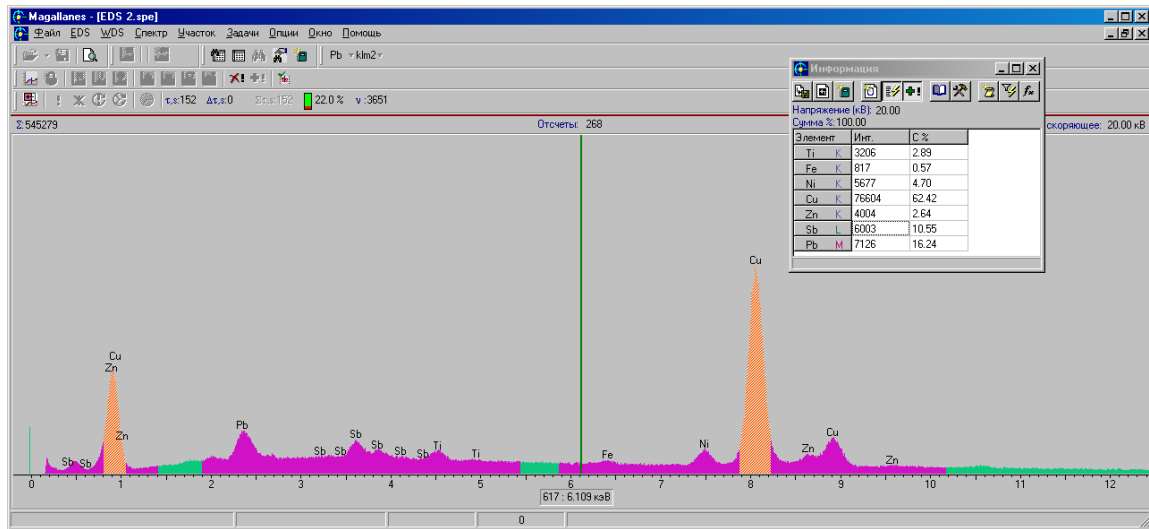 Magallanes - [EDS 2.spe]
Файл EDS WDS Спектр Участок Задачи Опции Окно Помощь
Pb klm2
τ,s:152 Δτ,s:0 Στ,s:152 22.0 % ν :3651
Σ:545279 Отсчеты: 268 скоряющее: 20.00 кВ
Информация
Напряжение (кВ): 20.00
Сумма %:100.00
Элемент Инт. C %
Ti K 3206 2.89
Fe K 817 0.57
Ni K 5677 4.70
Cu K 76604 62.42
Zn K 4004 2.64
Sb L 6003 10.55
Pb M 7126 16.24
Cu
Cu
Zn
Pb
Zn
Sb
Sb
Sb Sb
Sb Sb
Ti
Ti
Sb Sb
Fe
Ni
Zn
Cu
Zn
0 1 2 3 4 5 6 7 8 9 10 11 12
617 : 6.109 кэВ
0